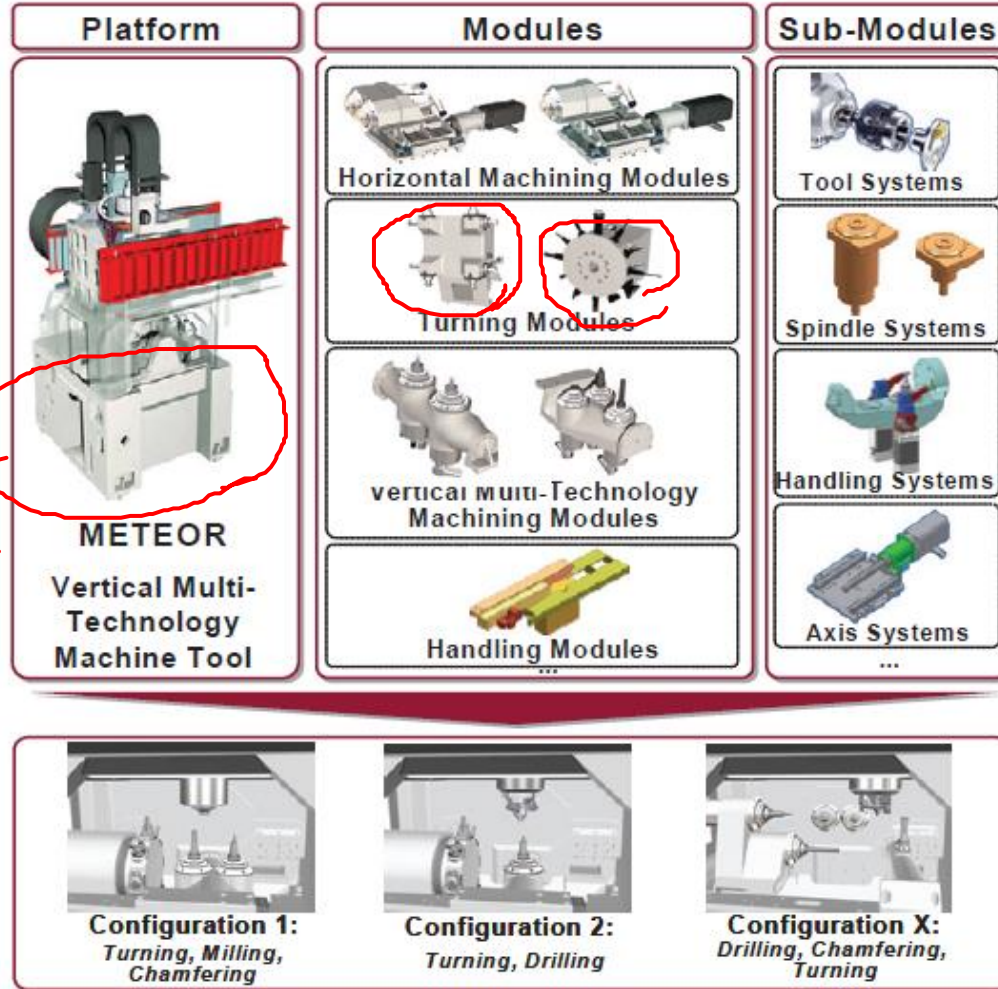 Platform
Modules
Sub-Modules
METEOR
Vertical Multi-
Technology
Machine Tool
Horizontal Machining Modules
Turning Modules
Vertical Multi-Technology
Machining Modules
Handling Modules
...
Tool Systems
Spindle Systems
Handling Systems
Axis Systems
...
Configuration 1:
Turning, Milling,
Chamfering
Configuration 2:
Turning, Drilling
Configuration X:
Drilling, Chamfering,
Turning